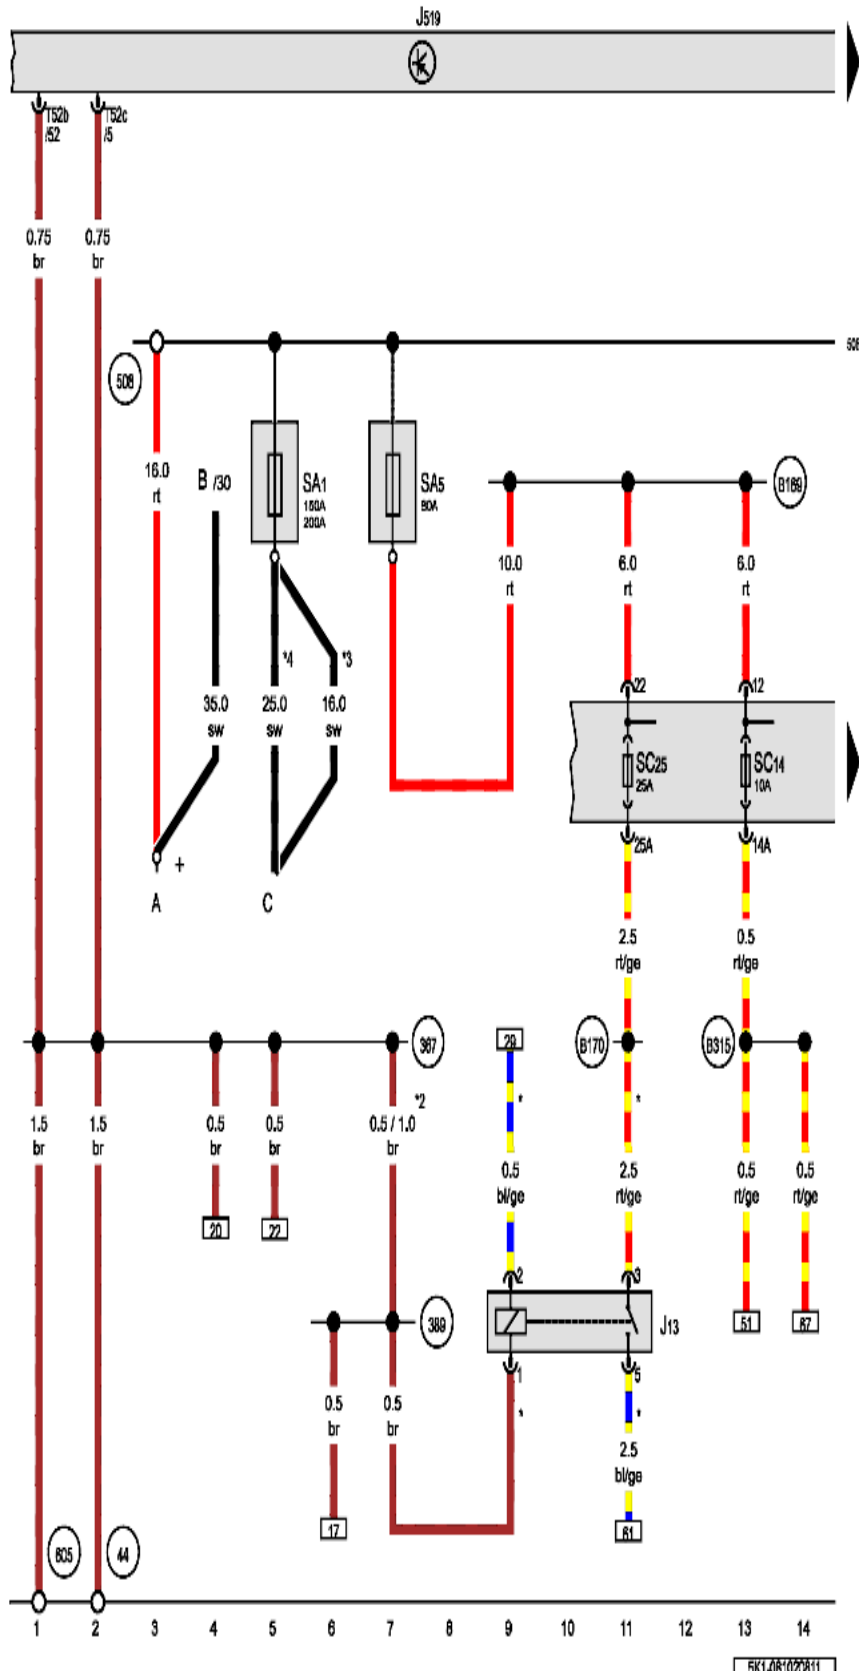 J519
T52b T52c
/52 /5
0.75 0.75
br br
508
508
16.0
rt
B /30
SA1
150A
200A
SA5
80A
B169
10.0 6.0 6.0
rt rt rt
*4 *3
22 12
35.0 25.0 16.0
sw sw sw
SC25 SC14
25A 10A
25A 14A
+
A C
2.5 0.5
rt/ge rt/ge
367 29 B170 B315
*2 * *
1.5 1.5 0.5 0.5 0.5 / 1.0
br br br br br
0.5 2.5 0.5 0.5
bl/ge rt/ge rt/ge rt/ge
20 22
2 3
389 J13 51 67
1 5
0.5 0.5 * *
br br
2.5
bl/ge
17 61
605 44
1 2 3 4 5 6 7 8 9 10 11 12 13 14
5K1-081020811